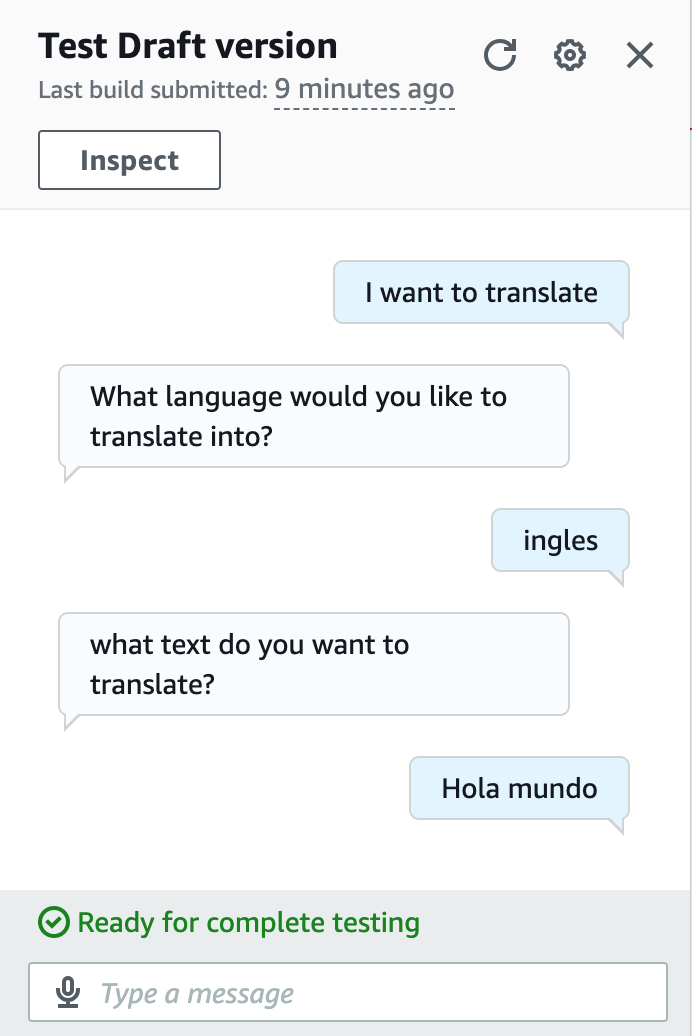 Test Draft version
Last build submitted: 9 minutes ago
Inspect
I want to translate
What language would you like to
translate into?
ingles
what text do you want to
translate?
Hola mundo
Ready for complete testing
Type a message